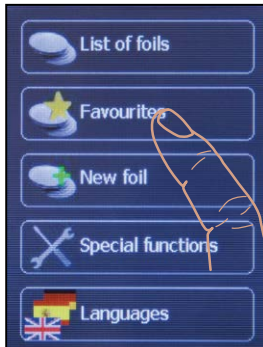 List of foils
Favourites
New foil
Special functions
Languages